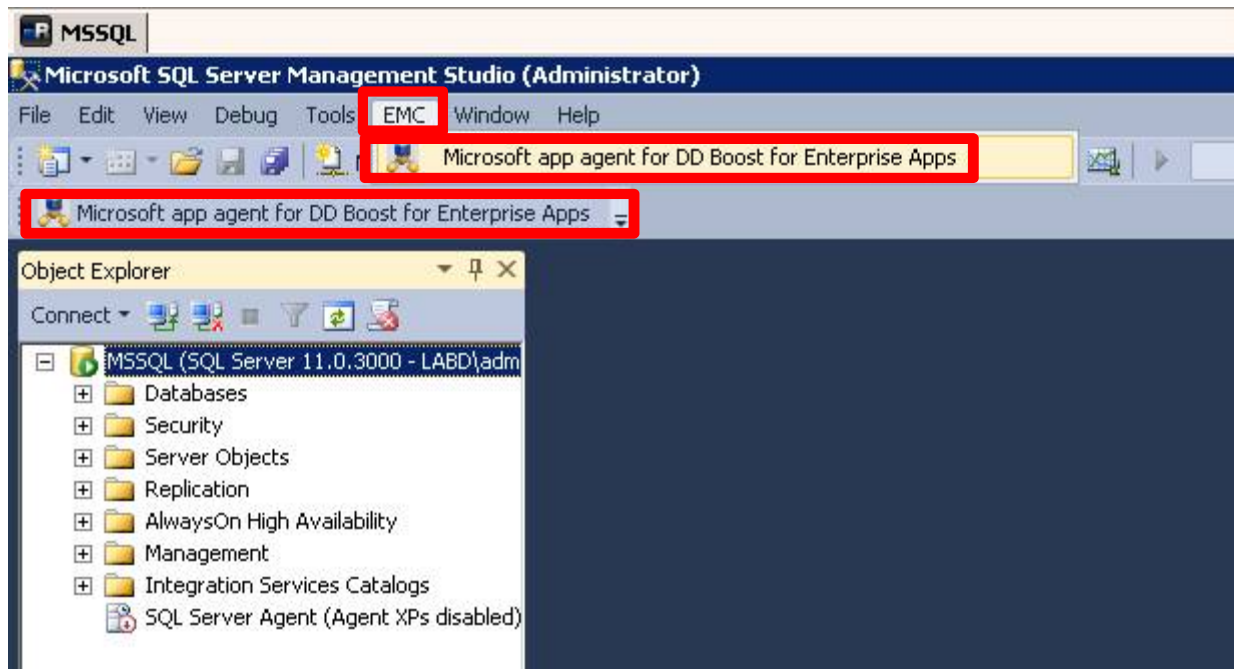 MSSQL
Microsoft SQL Server Management Studio (Administrator)
File Edit View Debug Tools EMC Window Help
Microsoft app agent for DD Boost for Enterprise Apps
Microsoft app agent for DD Boost for Enterprise Apps
Object Explorer
Connect
MSSQL (SQL Server 11.0.3000 - LABD\adm
Databases
Security
Server Objects
Replication
AlwaysOn High Availability
Management
Integration Services Catalogs
SQL Server Agent (Agent XPs disabled)